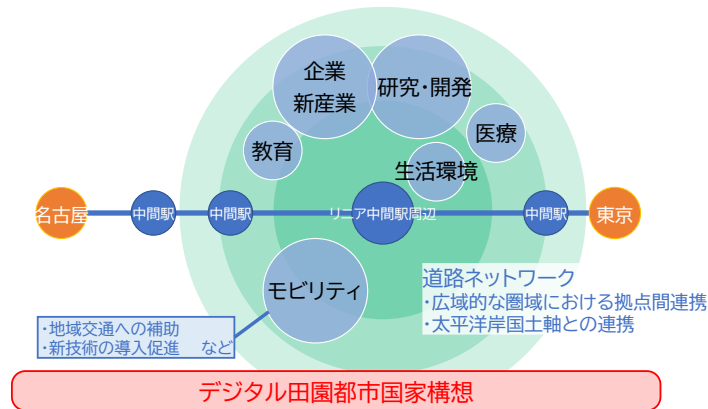 企業
新産業
研究・開発
医療
教育
生活環境
名古屋
中間駅
中間駅
リニア中間駅周辺
中間駅
東京
モビリティ
道路ネットワーク
・広域的な圏域における拠点間連携
・太平洋岸国土軸との連携
・地域交通への補助
・新技術の導入促進　など
デジタル田園都市国家構想